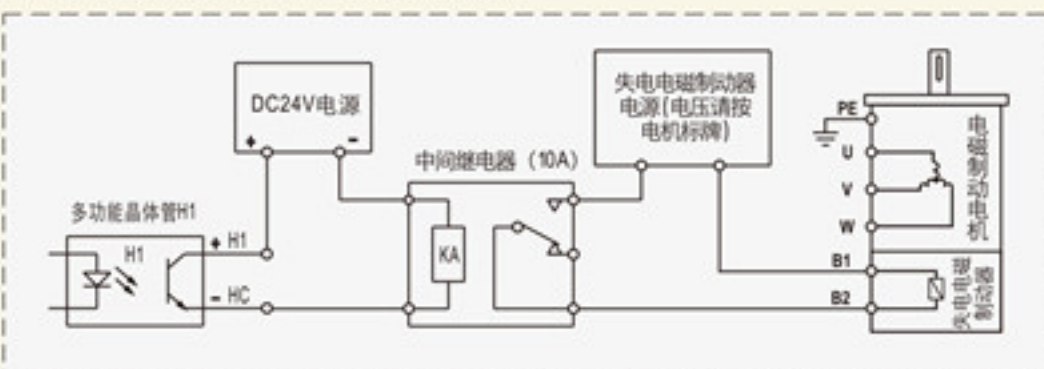 DC24V电源
+ -
失电电磁制动器
电源(电压请按
电机标牌)
中间继电器（10A）
多功能晶体管H1
H1
+ H1
- HC
KA
PE
U
V
W
B1
B2
电磁制动电机
失电电磁
制动器